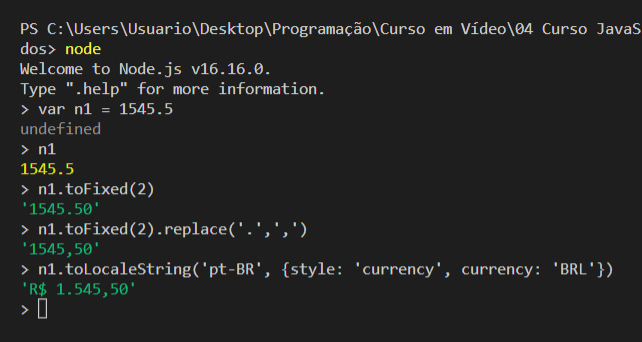 PS C:\Users\Usuario\Desktop\Programação\Curso em Vídeo\04 Curso JavaS
dos> node
Welcome to Node.js v16.16.0.
Type ".help" for more information.
> var n1 = 1545.5
undefined
> n1
1545.5
> n1.toFixed(2)
'1545.50'
> n1.toFixed(2).replace('.',',')
'1545,50'
> n1.toLocaleString('pt-BR', {style: 'currency', currency: 'BRL'})
'R$ 1.545,50'
>